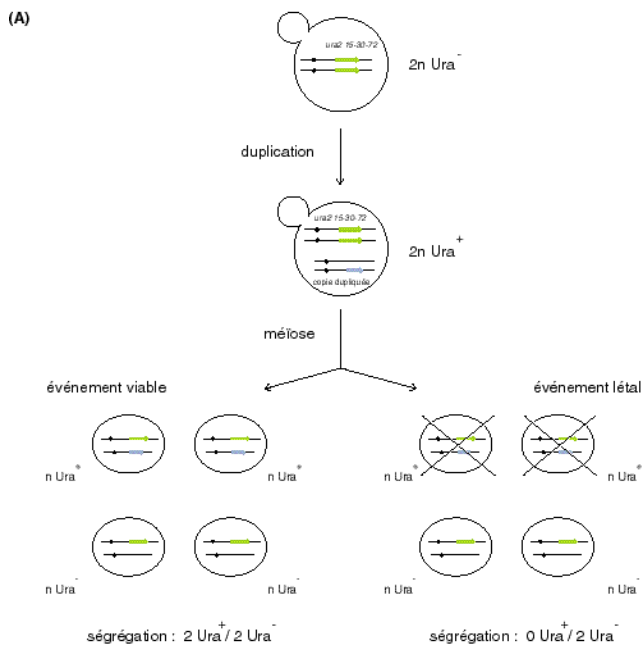 (A)
ura2 15-30-72
2n Ura-
duplication
ura2 15-30-72
2n Ura+
copie dupliquée
méïose
événement viable
événement létal
n Ura+
n Ura+
n Ura+
n Ura+
n Ura-
n Ura-
n Ura-
n Ura-
ségrégation : 2 Ura+/ 2 Ura-
ségrégation : 0 Ura+/ 2 Ura-